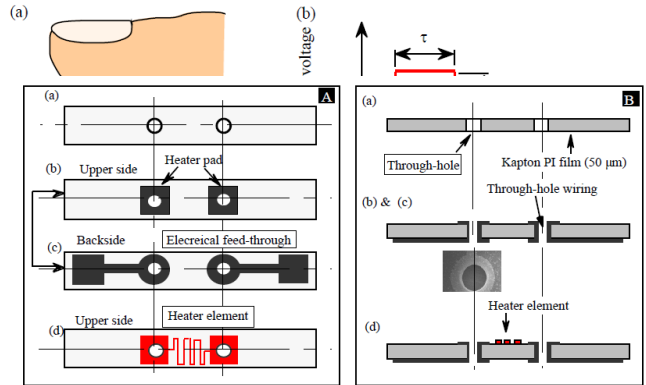 (a)
(b)
voltage
τ
A
(a)
Heater pad
(b)
Upper side
(c)
Backside
Elecreical feed-through
Upper side
Heater element
(d)
B
(a)
Through-hole
Kapton PI film (50 μm)
Through-hole wiring
(b) & (c)
Heater element
(d)